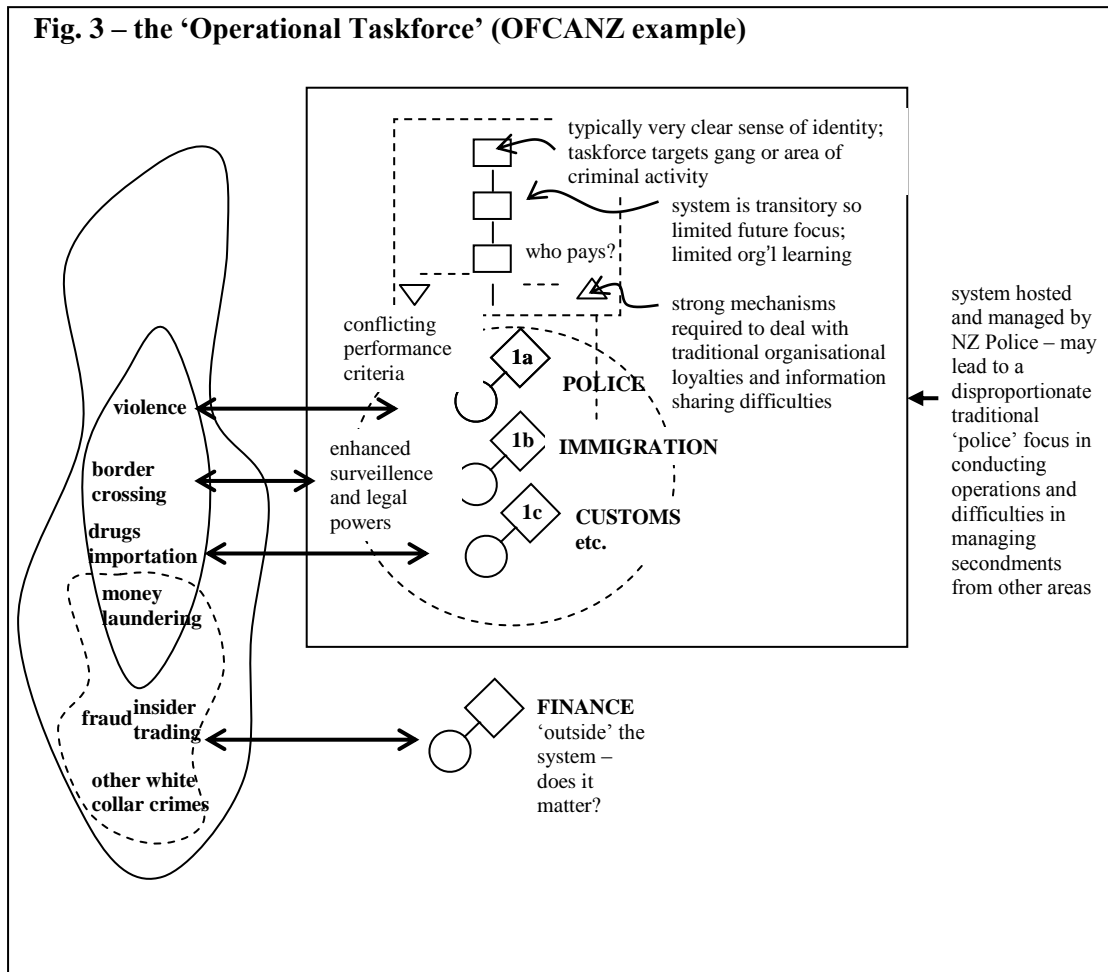 Fig. 3 – the ‘Operational Taskforce’ (OFCANZ example)
typically very clear sense of identity;
taskforce targets gang or area of
criminal activity
system is transitory so
limited future focus;
limited org'l learning
who pays?
strong mechanisms
required to deal with
traditional organisational
loyalties and information
sharing difficulties
conflicting
performance
criteria
enhanced
surveillence
and legal
powers
1a
POLICE
1b
IMMIGRATION
1c
CUSTOMS
etc.
system hosted
and managed by
NZ Police – may
lead to a
disproportionate
traditional
‘police’ focus in
conducting
operations and
difficulties in
managing
secondments
from other areas
violence
border
crossing
drugs
importation
money
laundering
fraud
insider
trading
other white
collar crimes
FINANCE
‘outside’ the
system –
does it
matter?